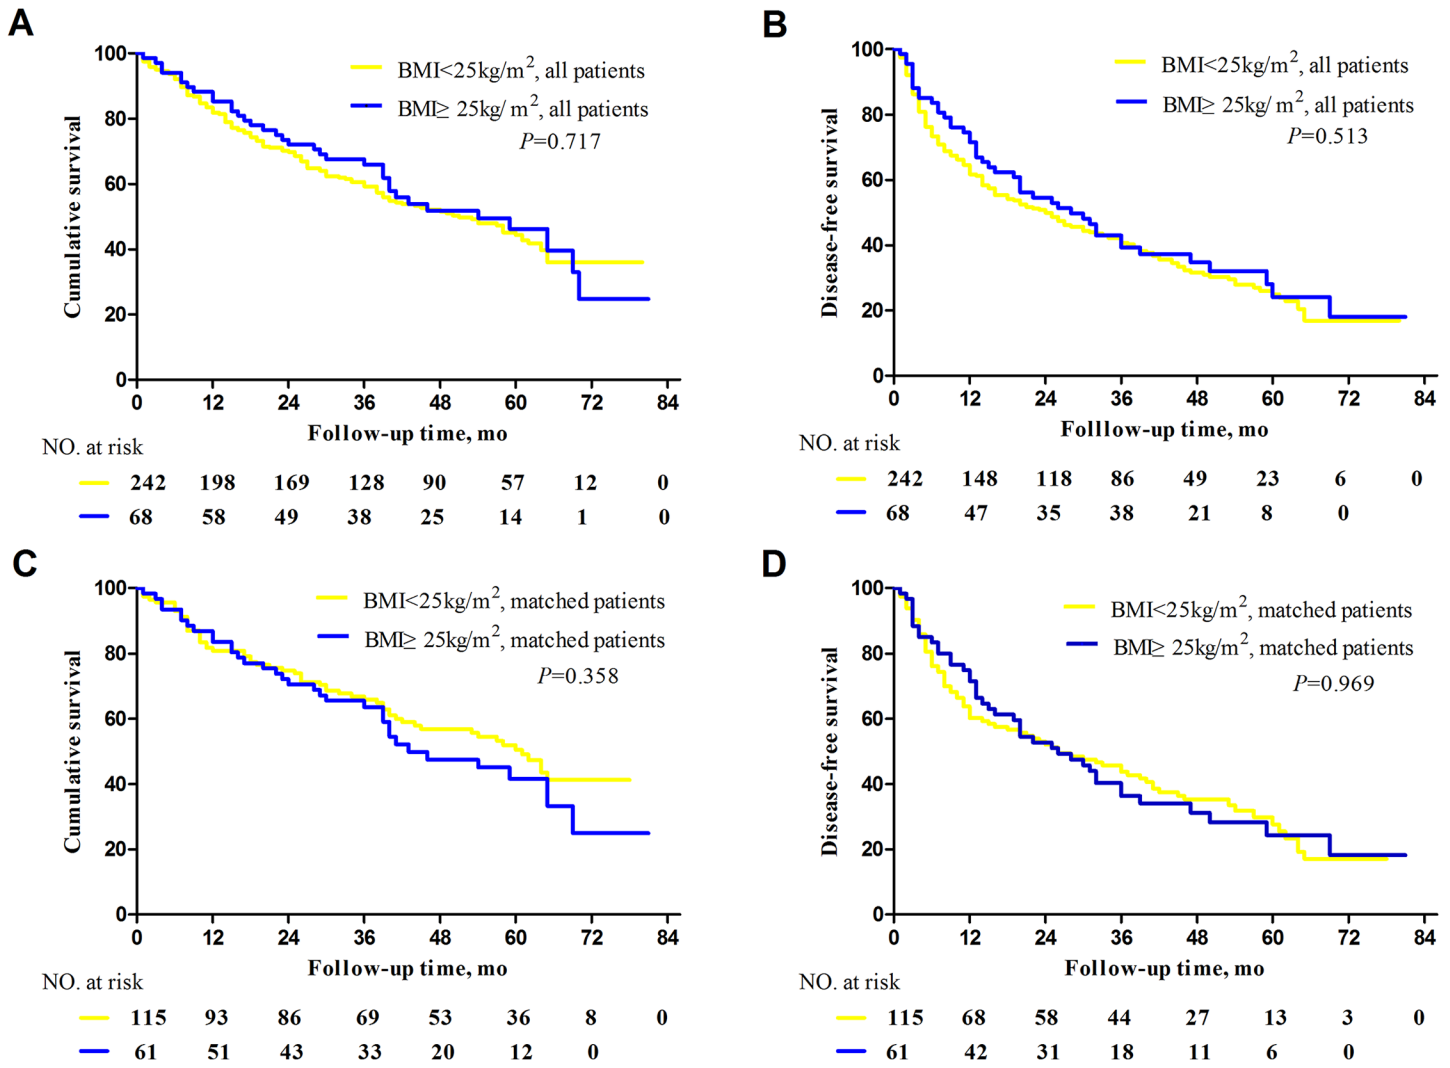 A
Cumulative survival
100
80
60
40
20
0
BMI<25kg/m2, all patients
BMI≥ 25kg/ m2, all patients
P=0.717
0 12 24 36 48 60 72 84
Follow-up time, mo
NO. at risk
242 198 169 128 90 57 12 0
68 58 49 38 25 14 1 0
B
Disease-free survival
100
80
60
40
20
0
BMI<25kg/m2, all patients
BMI≥ 25kg/ m2, all patients
P=0.513
0 12 24 36 48 60 72 84
Folllow-up time, mo
NO. at risk
242 148 118 86 49 23 6 0
68 47 35 38 21 8 0
C
Cumulative survival
100
80
60
40
20
0
BMI<25kg/m2, matched patients
BMI≥ 25kg/m2, matched patients
P=0.358
0 12 24 36 48 60 72 84
Follow-up time, mo
NO. at risk
115 93 86 69 53 36 8 0
61 51 43 33 20 12 0
D
Disease-free survival
100
80
60
40
20
0
BMI<25kg/m2, matched patients
BMI≥ 25kg/m2, matched patients
P=0.969
0 12 24 36 48 60 72 84
Follow-up time, mo
NO. at risk
115 68 58 44 27 13 3 0
61 42 31 18 11 6 0